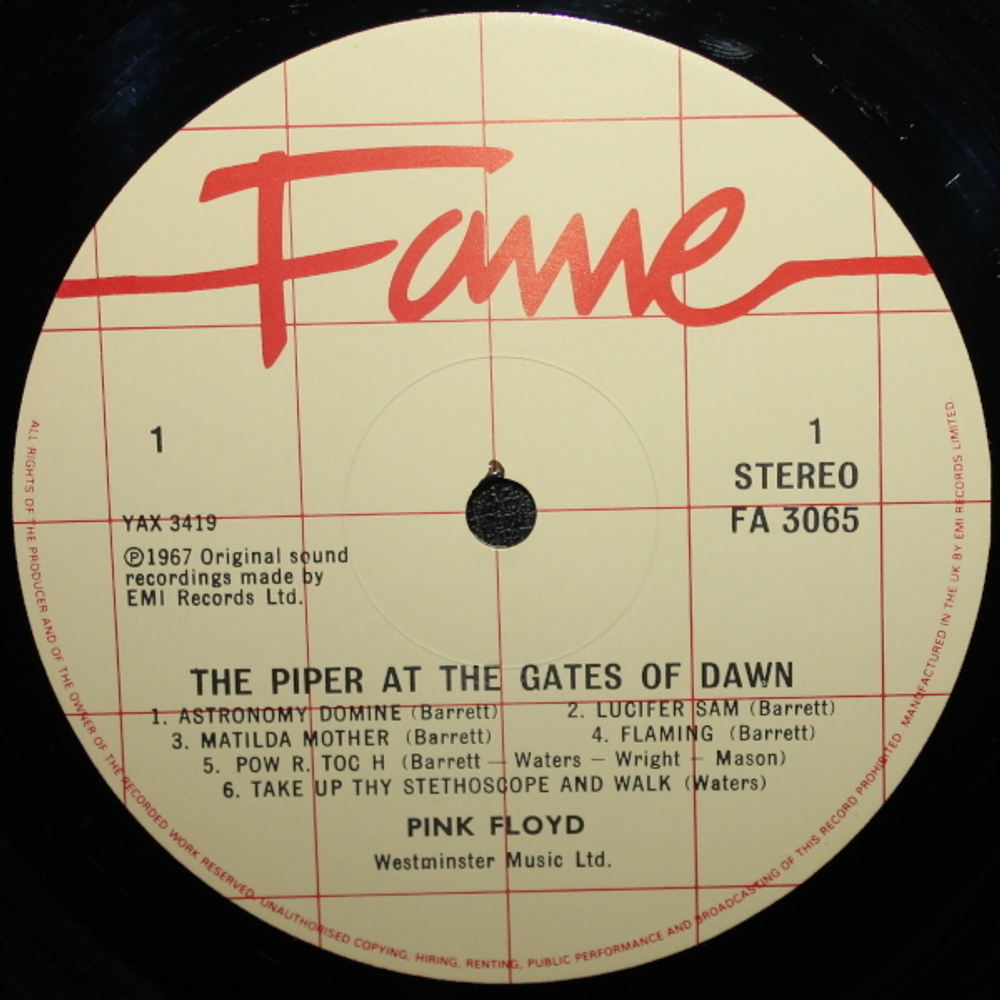 Fame
1
1
STEREO
YAX 3419
FA 3065
℗1967 Original sound
recordings made by
EMI Records Ltd.
THE PIPER AT THE GATES OF DAWN
1. ASTRONOMY DOMINE (Barrett) 2. LUCIFER SAM (Barrett)
3. MATILDA MOTHER (Barrett) 4. FLAMING (Barrett)
5. POW R. TOC H (Barrett – Waters – Wright – Mason)
6. TAKE UP THY STETHOSCOPE AND WALK (Waters)
PINK FLOYD
Westminster Music Ltd.
ALL RIGHTS OF THE PRODUCER AND OF THE OWNER OF THE RECORDED WORK RESERVED. UNAUTHORISED COPYING, HIRING, RENTING, PUBLIC PERFORMANCE AND BROADCASTING OF THIS RECORD PROHIBITED MANUFACTURED IN THE UK BY EMI RECORDS LIMITED.